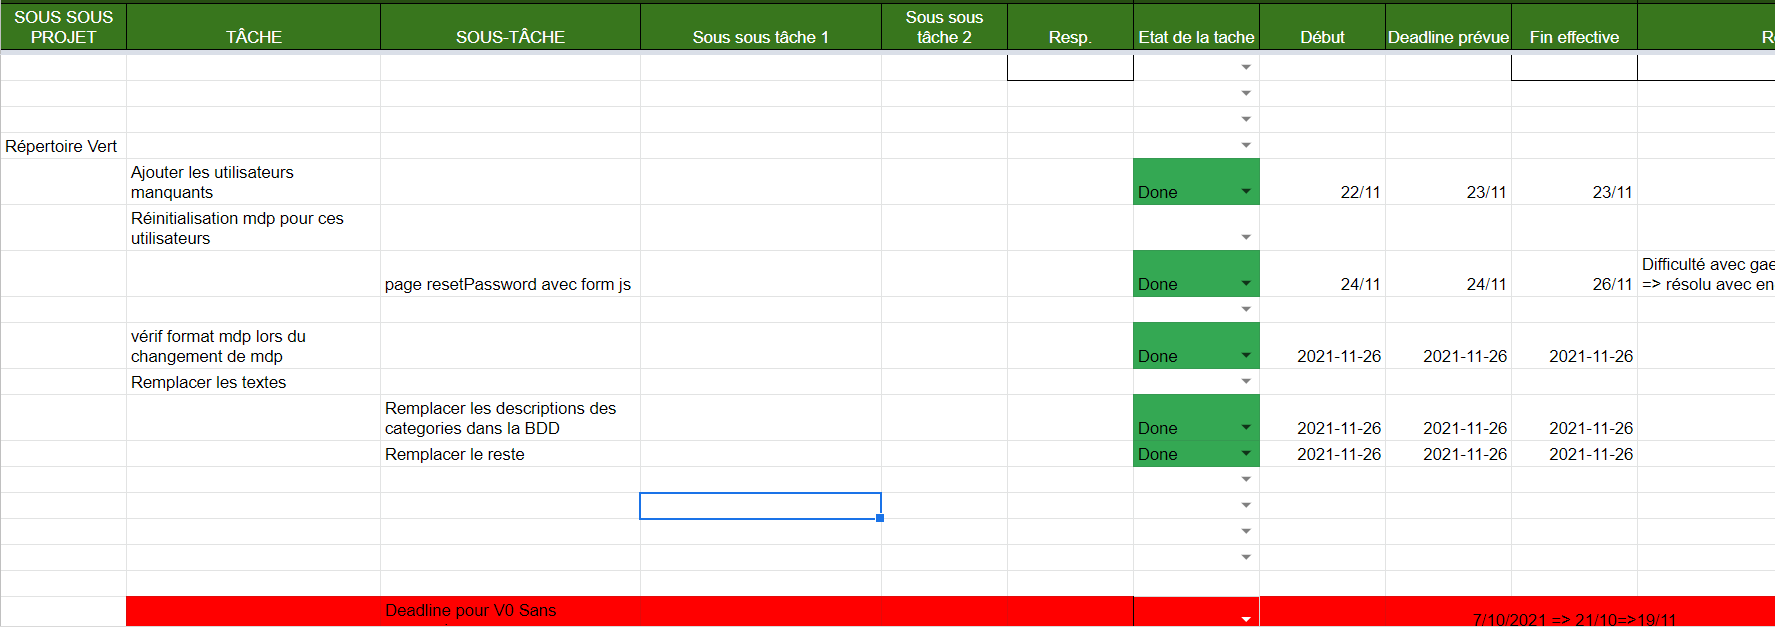 SOUS SOUS
PROJET
TÂCHE
SOUS-TÂCHE
Sous sous tâche 1
Sous sous
tâche 2
Resp.
Etat de la tache
Début
Deadline prévue
Fin effective
Répertoire Vert
Ajouter les utilisateurs
manquants
Done
22/11
23/11
23/11
Réinitialisation mdp pour ces
utilisateurs
page resetPassword avec form js
Done
24/11
24/11
26/11
Difficulté avec gae
=> résolu avec en
vérif format mdp lors du
changement de mdp
Done
2021-11-26
2021-11-26
2021-11-26
Remplacer les textes
Remplacer les descriptions des
categories dans la BDD
Done
2021-11-26
2021-11-26
2021-11-26
Remplacer le reste
Done
2021-11-26
2021-11-26
2021-11-26
Deadline pour V0 Sans
7/10/2021 => 21/10=>19/11